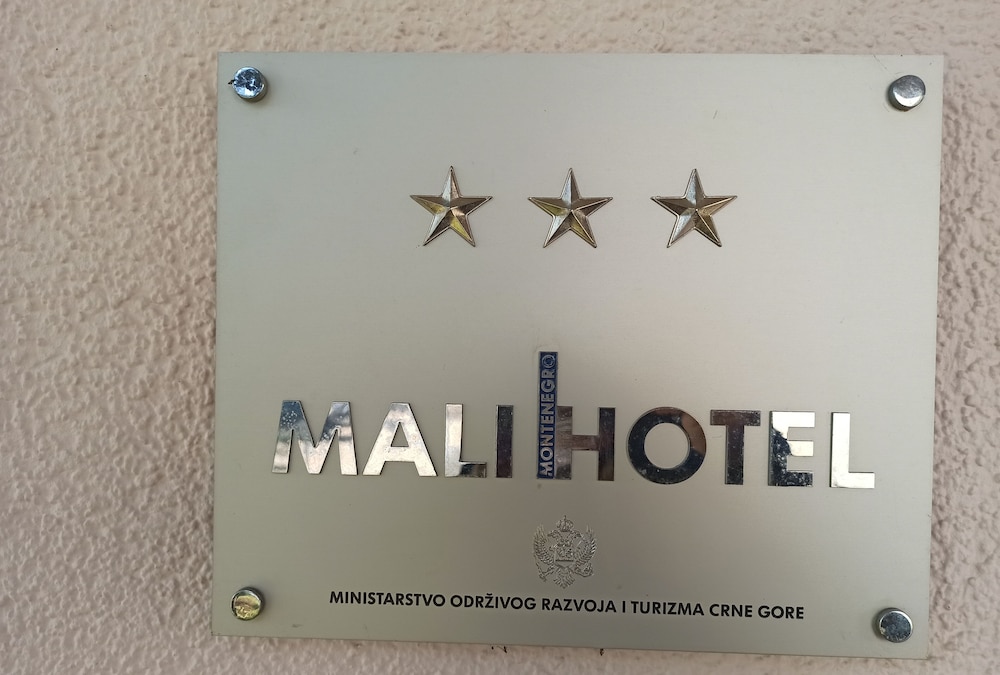 MALI HOTEL
MONTENEGRO
MINISTARSTVO ODRŽIVOG RAZVOJA I TURIZMA CRNE GORE